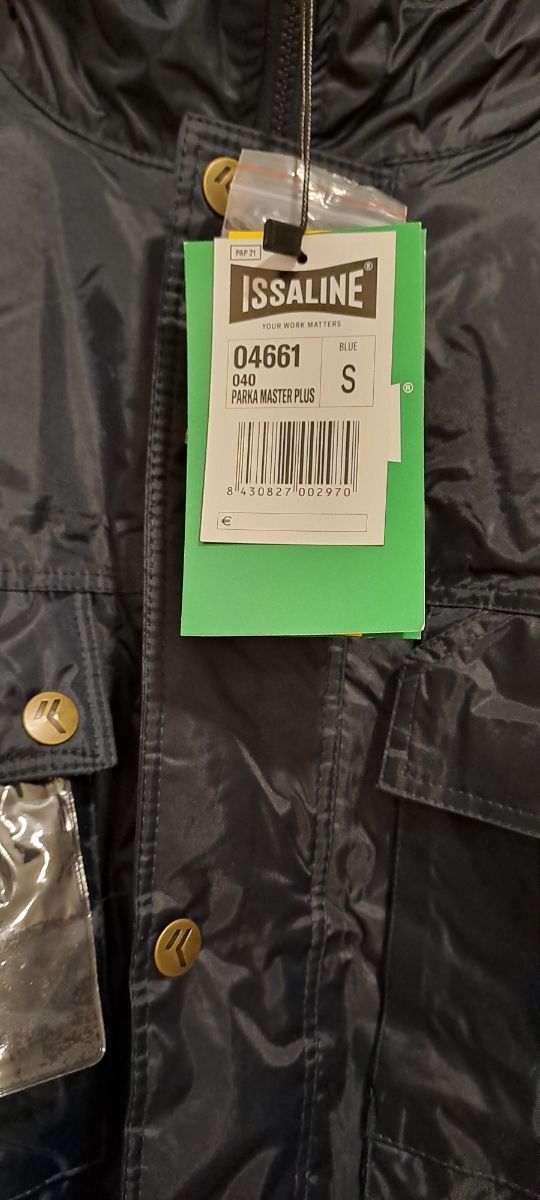 PAP 21
ISSALINE®
YOUR WORK MATTERS
04661
040
PARKA MASTER PLUS
BLUE
S
®
8 430827 002970
€